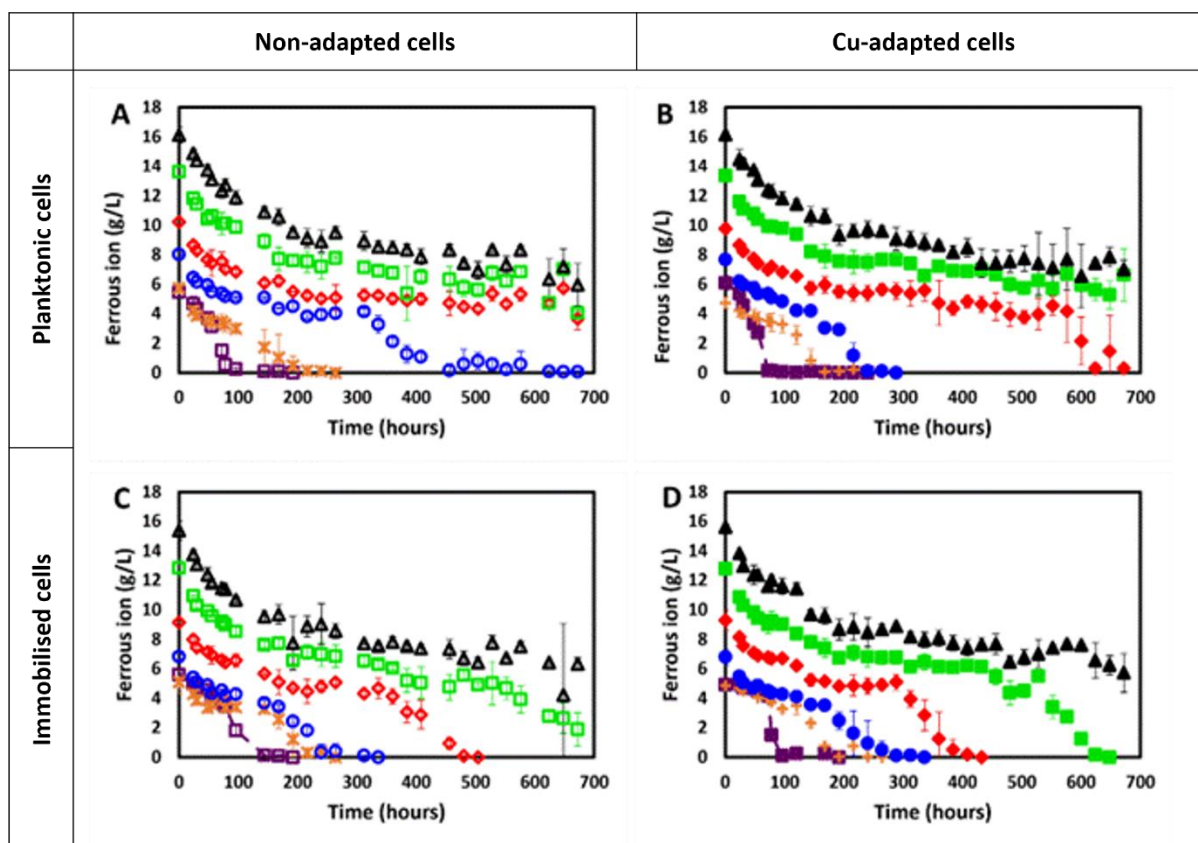 Non-adapted cells
Cu-adapted cells
Planktonic cells
A
18
16
14
12
10
8
6
4
2
0
Ferrous ion (g/L)
0 100 200 300 400 500 600 700
Time (hours)
B
18
16
14
12
10
8
6
4
2
0
Ferrous ion (g/L)
0 100 200 300 400 500 600 700
Time (hours)
Immobilised cells
C
18
16
14
12
10
8
6
4
2
0
Ferrous ion (g/L)
0 100 200 300 400 500 600 700
Time (hours)
D
18
16
14
12
10
8
6
4
2
0
Ferrous ion (g/L)
0 100 200 300 400 500 600 700
Time (hours)